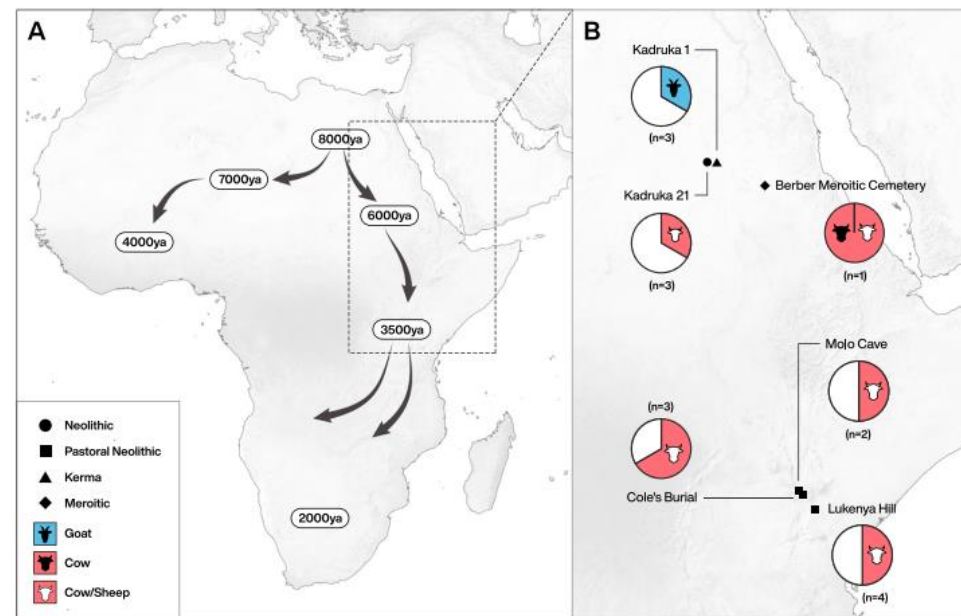 A
8000ya
7000ya
6000ya
4000ya
3500ya
2000ya
Neolithic
Pastoral Neolithic
Kerma
Meroitic
Goat
Cow
Cow/Sheep
B
Kadruka 1
(n=3)
Kadruka 21
(n=3)
Berber Meroitic Cemetery
(n=1)
Molo Cave
(n=2)
(n=3)
Cole's Burial
Lukenya Hill
(n=4)